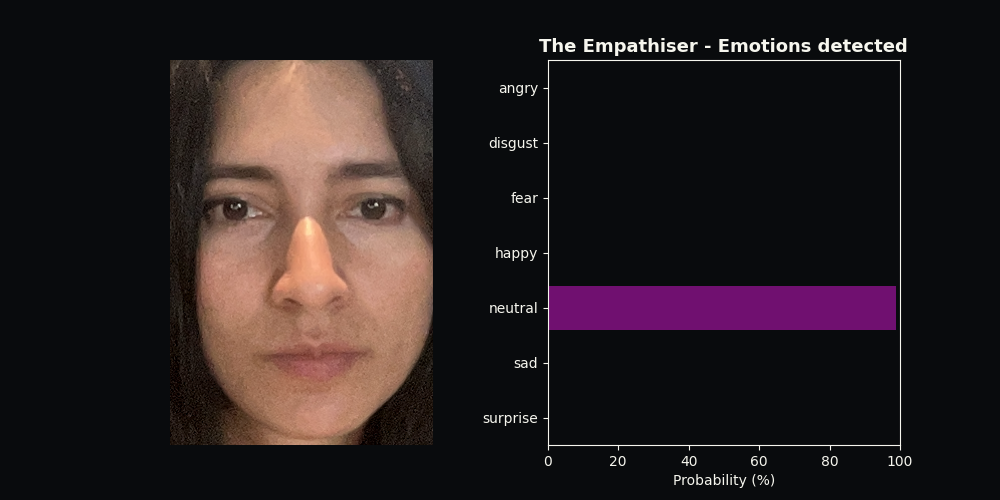 The Empathiser - Emotions detected
angry
disgust
fear
happy
neutral
sad
surprise
0 20 40 60 80 100
Probability (%)